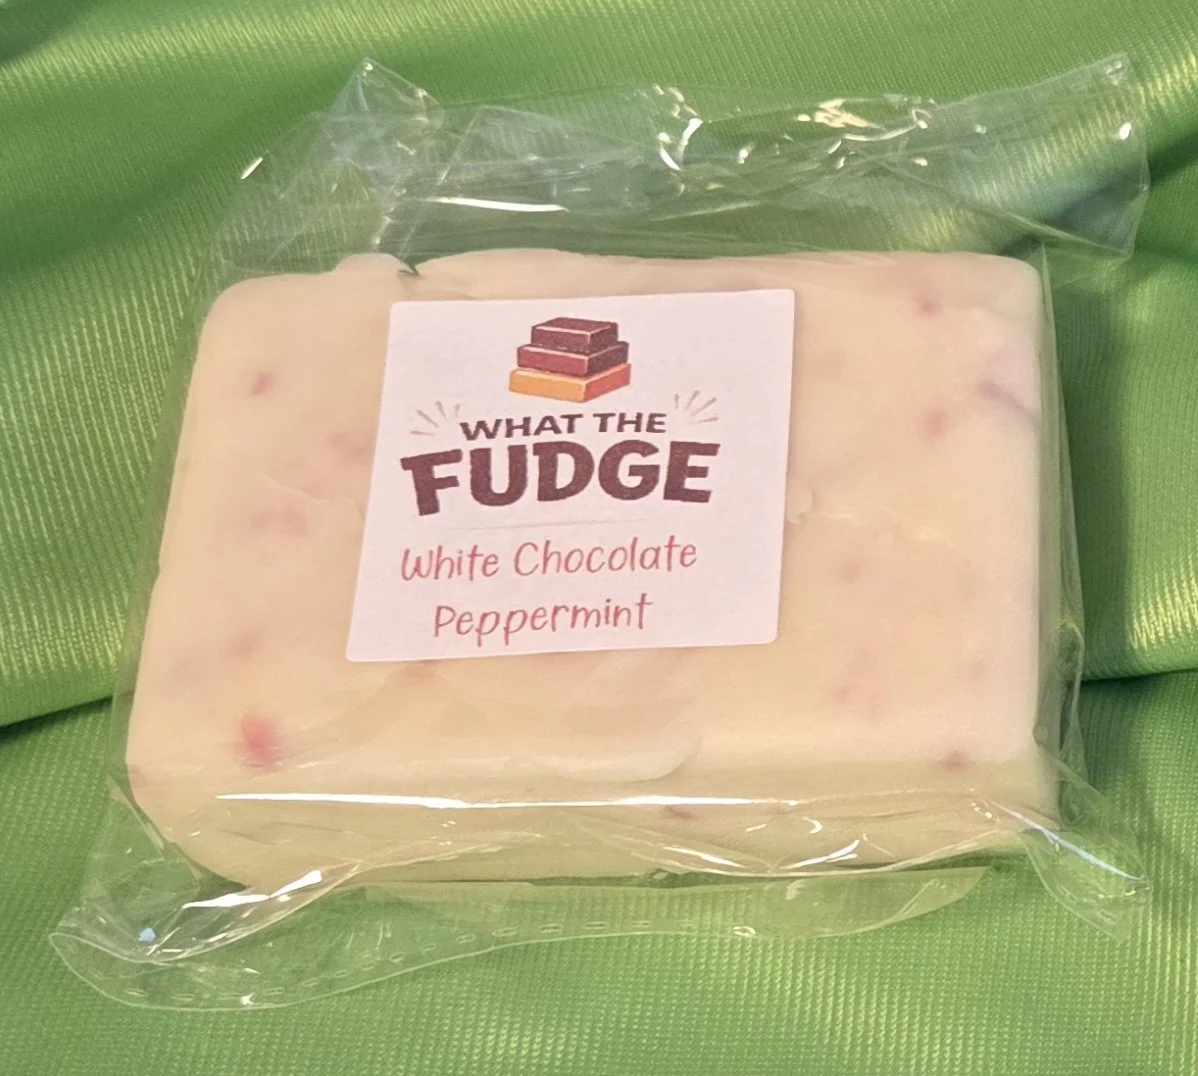 WHAT THE
FUDGE
White Chocolate
Peppermint